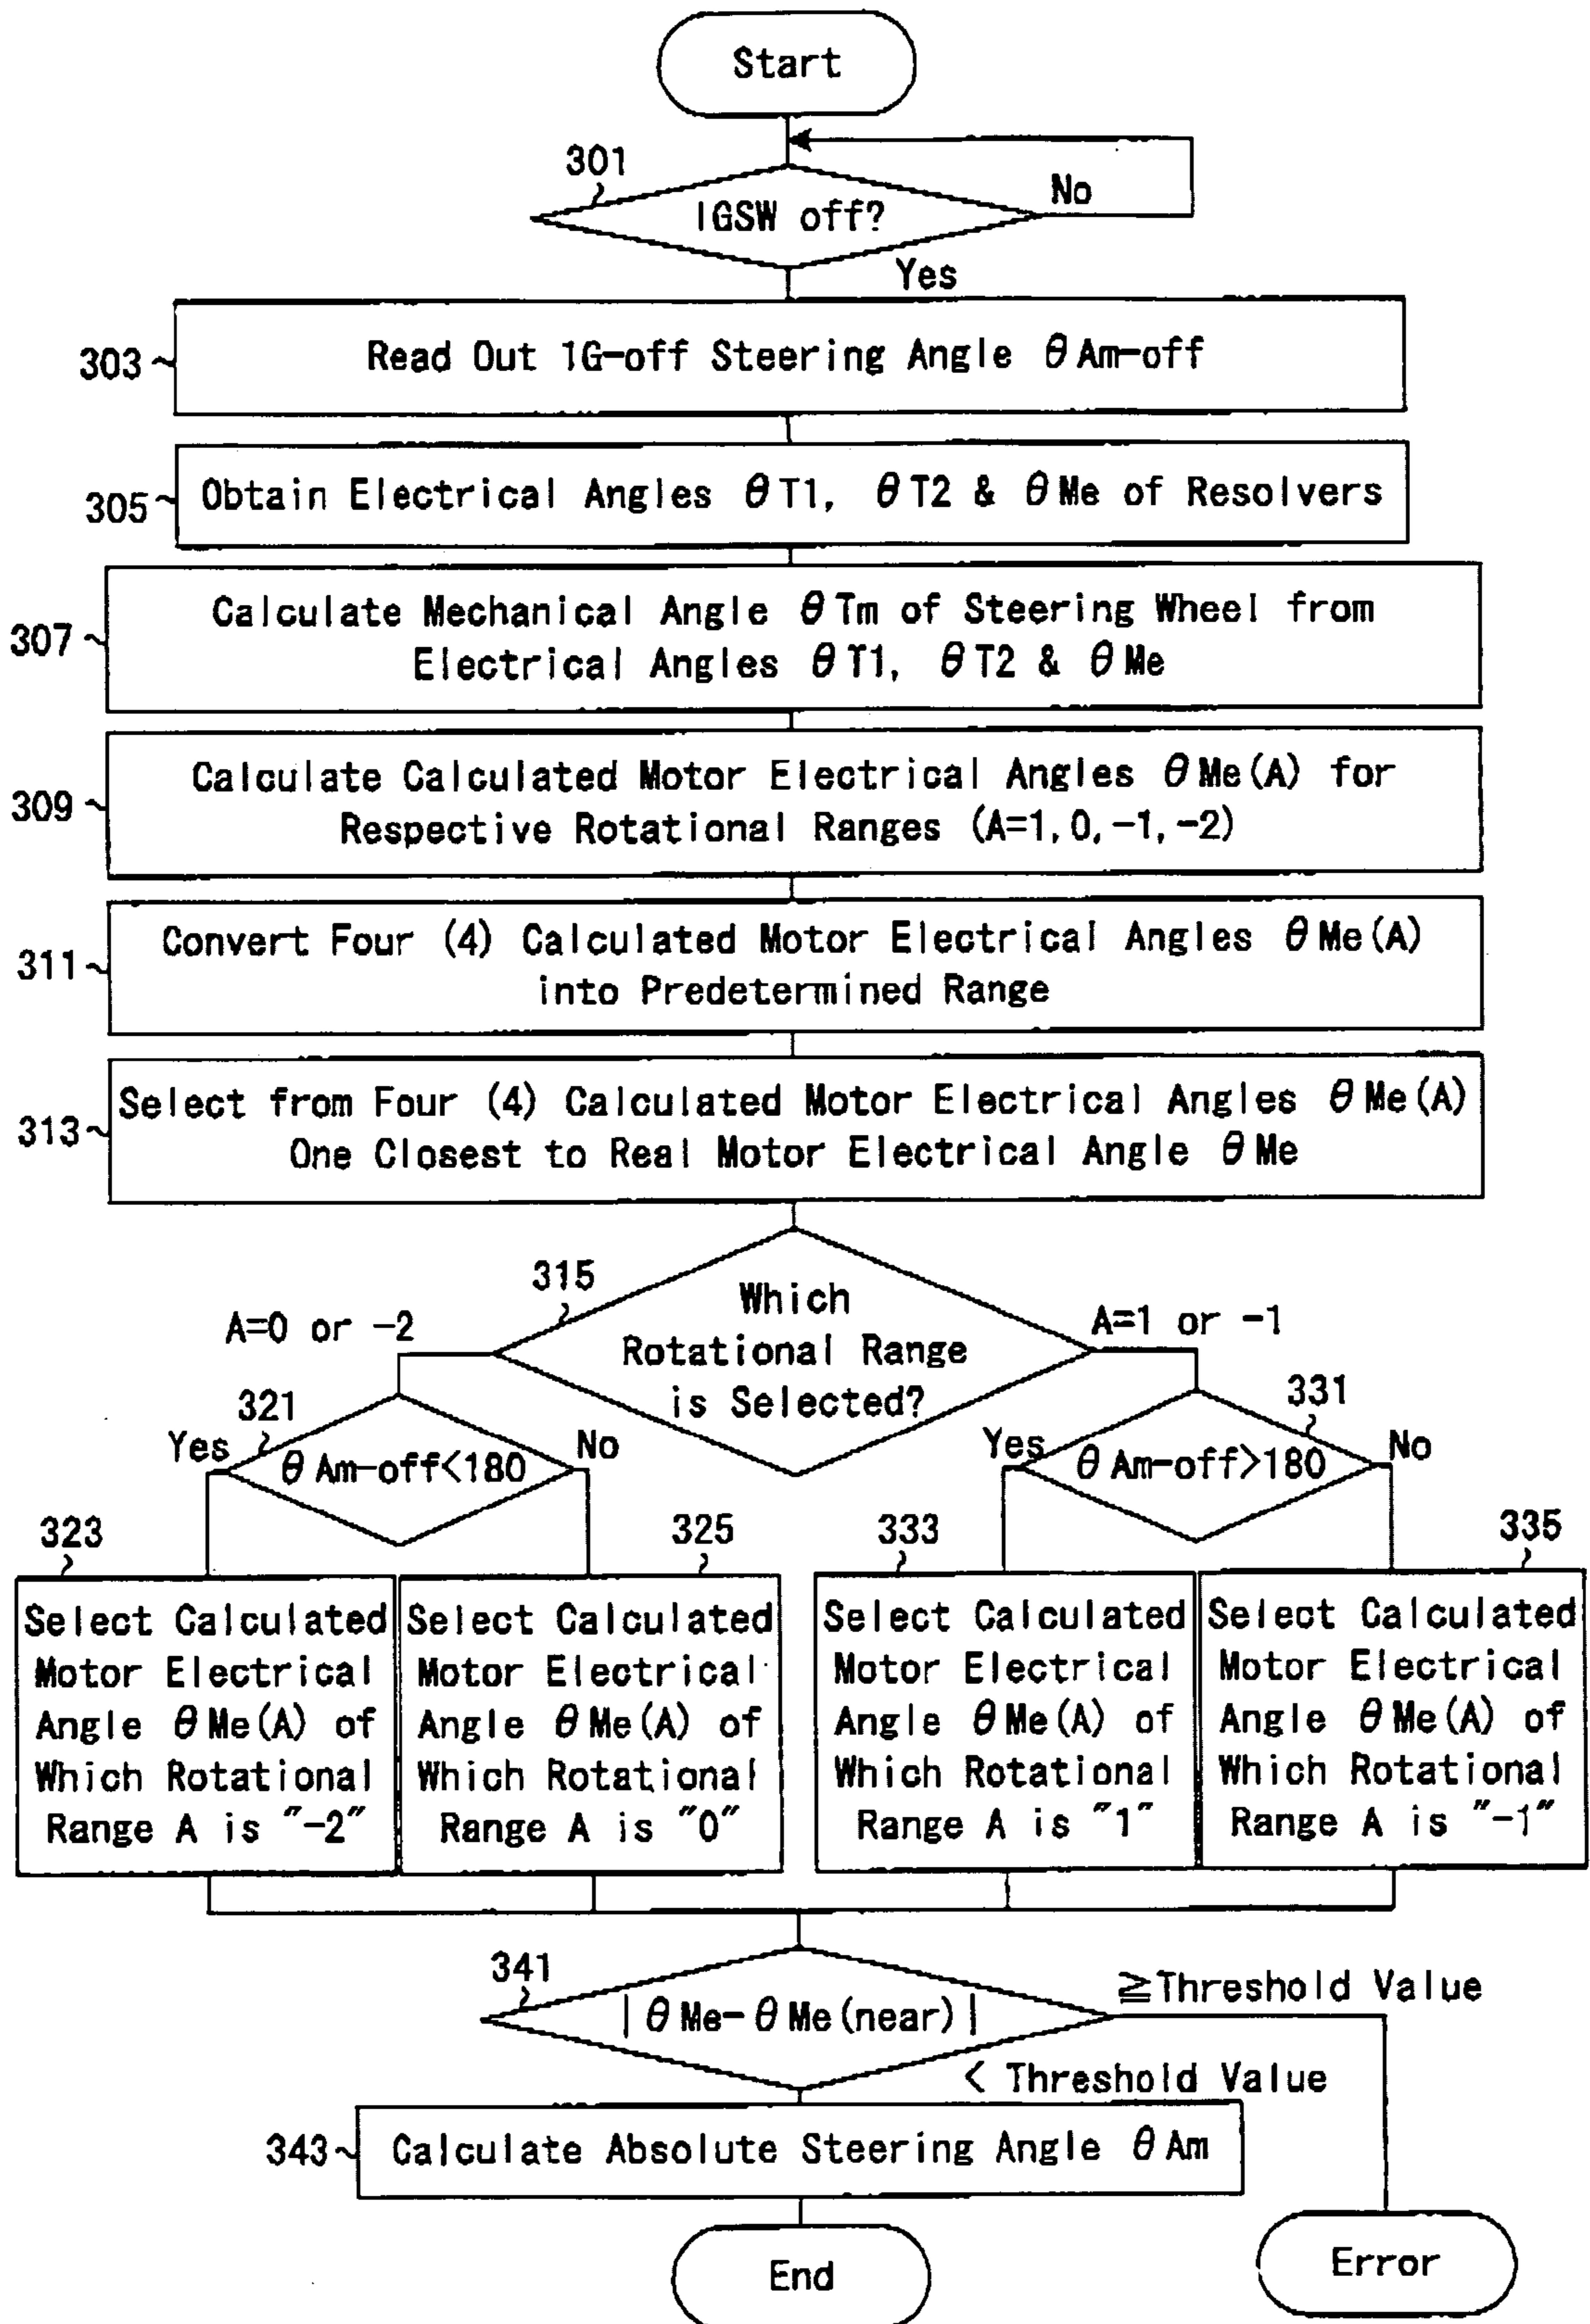 Start
301
IGSW off?
No
Yes
303
Read Out 1G-off Steering Angle θAm-off
305
Obtain Electrical Angles θT1, θT2 & θMe of Resolvers
307
Calculate Mechanical Angle θTm of Steering Wheel from
Electrical Angles θT1, θT2 & θMe
309
Calculate Calculated Motor Electrical Angles θMe(A) for
Respective Rotational Ranges (A=1, 0, -1, -2)
311
Convert Four (4) Calculated Motor Electrical Angles θMe(A)
into Predetermined Range
313
Select from Four (4) Calculated Motor Electrical Angles θMe(A)
One Closest to Real Motor Electrical Angle θMe
315
Which
Rotational Range
is Selected?
A=0 or -2
A=1 or -1
321
Yes
θAm-off<180
No
331
Yes
θAm-off>180
No
323
Select Calculated
Motor Electrical
Angle θMe(A) of
Which Rotational
Range A is "-2"
325
Select Calculated
Motor Electrical
Angle θMe(A) of
Which Rotational
Range A is "0"
333
Select Calculated
Motor Electrical
Angle θMe(A) of
Which Rotational
Range A is "1"
335
Select Calculated
Motor Electrical
Angle θMe(A) of
Which Rotational
Range A is "-1"
341
|θMe-θMe(near)|
≧Threshold Value
< Threshold Value
343
Calculate Absolute Steering Angle θAm
End
Error